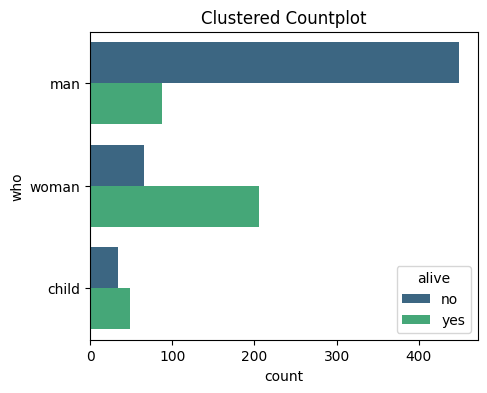 Clustered Countplot
man
woman
child
who
0 100 200 300 400
count
alive
no
yes